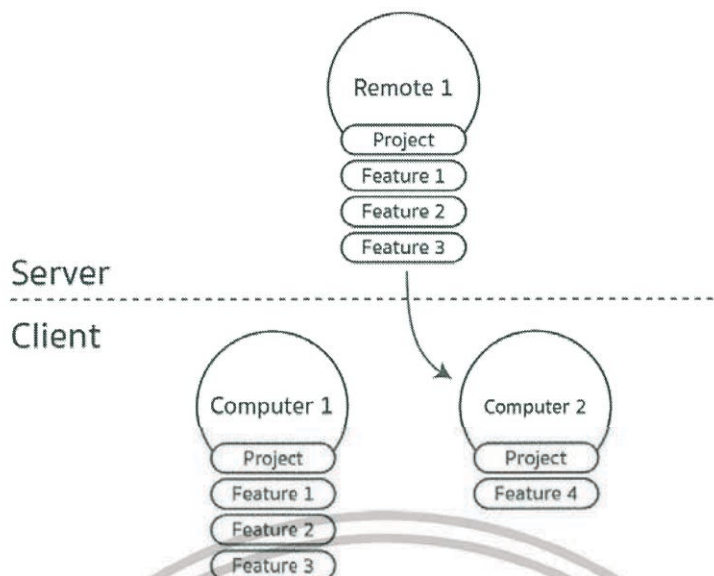 Remote 1
Project
Feature 1
Feature 2
Feature 3
Server
Client
Computer 1
Project
Feature 1
Feature 2
Feature 3
Computer 2
Project
Feature 4